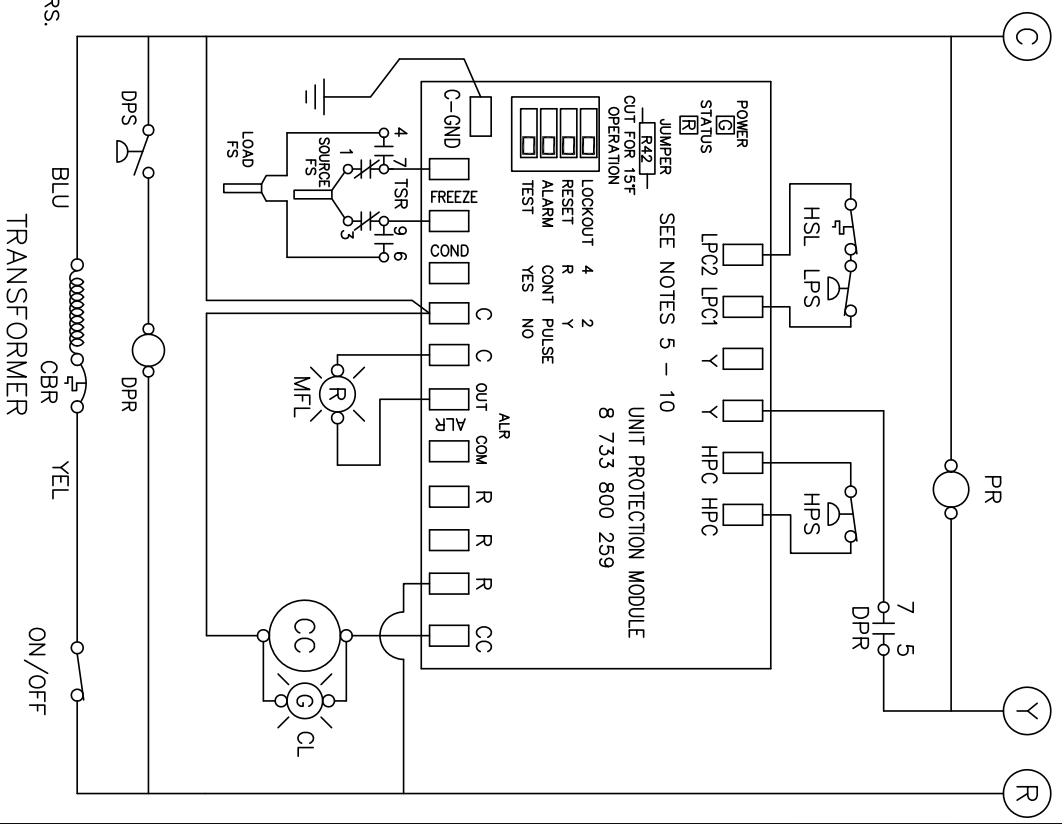 RS.
C
Y
R
PR
7 5
DPR
HSL
LPS
HPS
LPC2 LPC1 Y Y HPC HPC
POWER
G
STATUS
R
JUMPER
R42
CUT FOR 15°F
OPERATION
SEE NOTES 5 – 10
UNIT PROTECTION MODULE
8 733 800 259
LOCKOUT 4 2
RESET R Y
ALARM CONT PULSE
TEST YES NO
ALR
C-GND
FREEZE
COND
C
C
OUT
ALR
COM
R
R
R
CC
4 7 TSR 9 6
1 3
SOURCE
FS
LOAD
FS
R
MFL
CC
G
CL
DPS
DPR
BLU
CBR
YEL
ON/OFF
TRANSFORMER